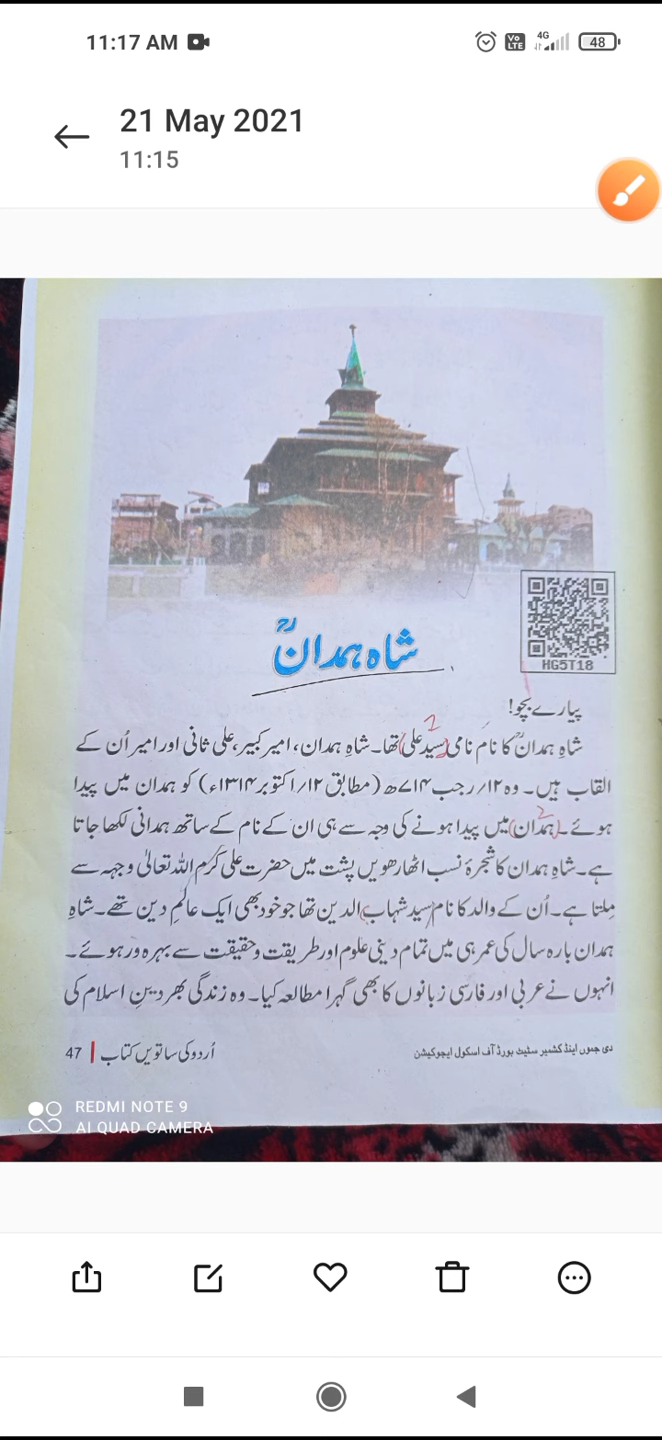 11:17 AM
Vo LTE 4G 48
21 May 2021
11:15
شاہ ہمدانؒ
HG5T18
پیارے بچو!
2
شاہِ ہمدانؒ کا نام نامی (سید علی) تھا۔ شاہِ ہمدان، امیر کبیر، علی ثانی اور امیر اُن کے
القاب ہیں۔ وہ ۱۲/رجب ۷۱۴ھ (مطابق ۱۲/اکتوبر ۱۳۱۴ء) کو ہمدان میں پیدا
2
ہوئے۔ (ہمدان) میں پیدا ہونے کی وجہ سے ہی ان کے نام کے ساتھ ہمدانی لکھا جاتا
ہے۔ شاہِ ہمدان کا شجرۂ نسب اٹھارھویں پشت میں حضرت علی کرم اللہ تعالیٰ وجہہ سے
مِلتا ہے۔ اُن کے والد کا نام سید شہاب الدین تھا جو خود بھی ایک عالمِ دین تھے۔ شاہِ
ہمدان بارہ سال کی عمر ہی میں تمام دینی علوم اور طریقت و حقیقت سے بہرہ ور ہوئے۔
انہوں نے عربی اور فارسی زبانوں کا بھی گہرا مطالعہ کیا۔ وہ زندگی بھر دینِ اسلام کی
دی جموں اینڈ کشمیر سٹیٹ بورڈ آف اسکول ایجوکیشن
اُردو کی ساتویں کتاب | 47
REDMI NOTE 9
AI QUAD CAMERA